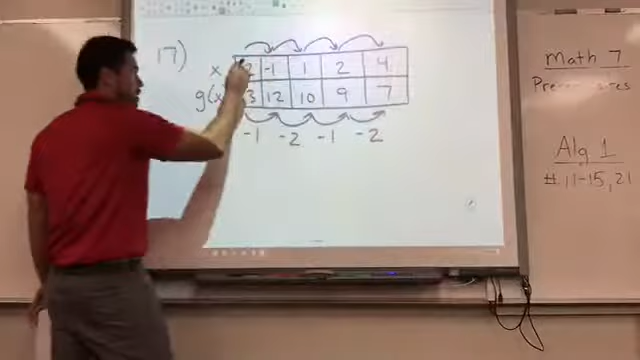 17)
x -1 1 2 4
g(x 3 12 10 9 7
-1 -2 -1 -2
Math 7
Alg 1
# 11-15, 21